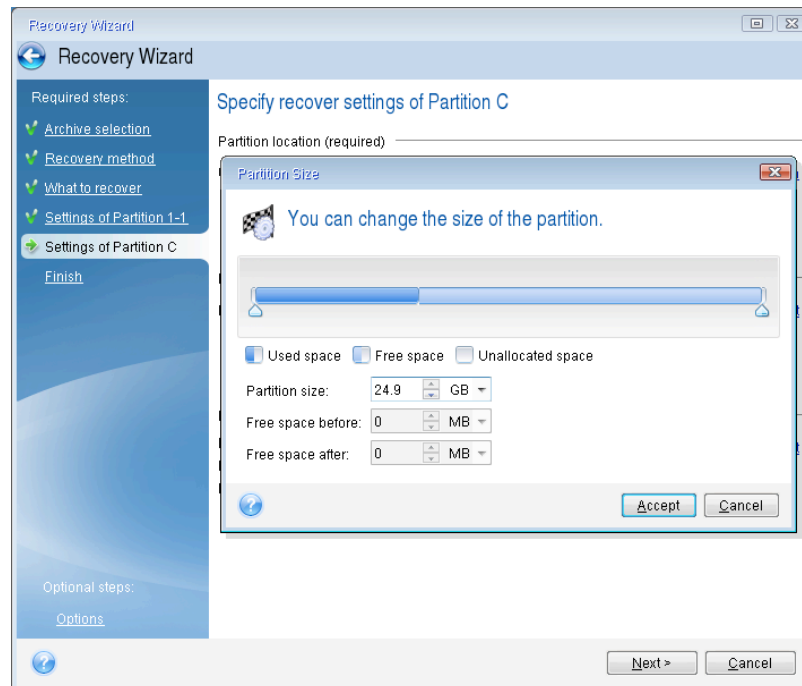 Recovery Wizard
Recovery Wizard
Required steps:
Archive selection
Recovery method
What to recover
Settings of Partition 1-1
Settings of Partition C
Finish
Optional steps:
Options
Specify recover settings of Partition C
Partition location (required)
Partition Size
You can change the size of the partition.
Used space Free space Unallocated space
Partition size: 24.9 GB
Free space before: 0 MB
Free space after: 0 MB
Accept Cancel
Next > Cancel